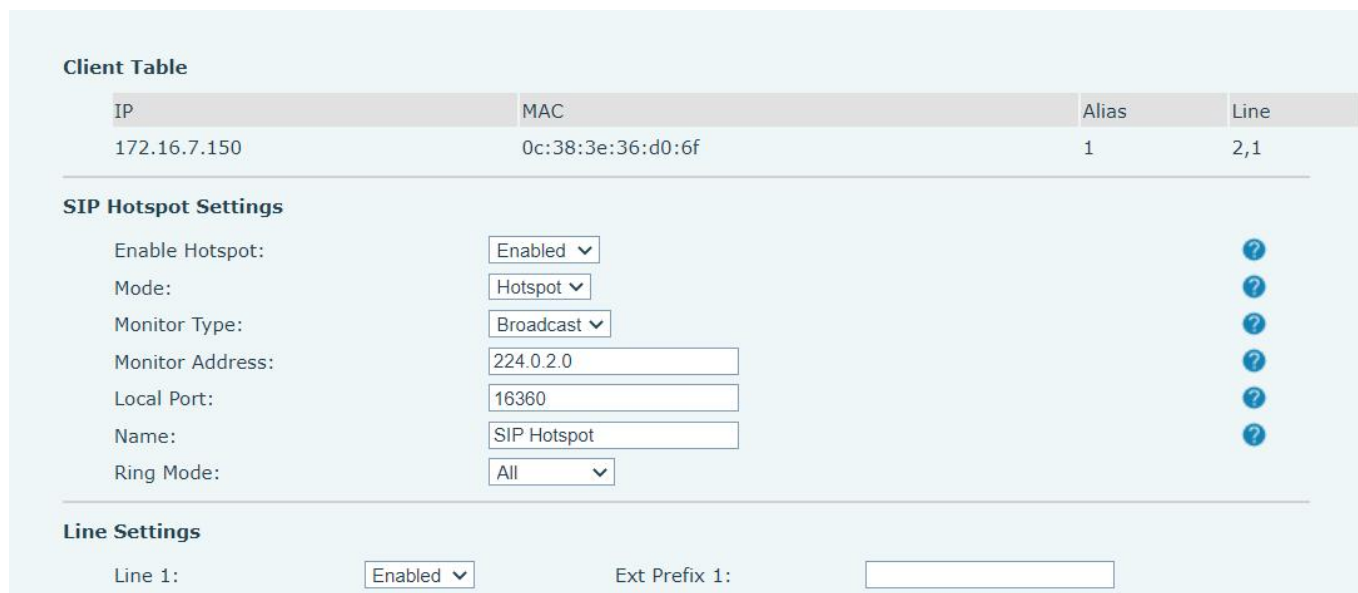 Client Table
IP MAC Alias Line
172.16.7.150 0c:38:3e:36:d0:6f 1 2,1
SIP Hotspot Settings
Enable Hotspot: Enabled ?
Mode: Hotspot ?
Monitor Type: Broadcast ?
Monitor Address: 224.0.2.0 ?
Local Port: 16360 ?
Name: SIP Hotspot ?
Ring Mode: All
Line Settings
Line 1: Enabled Ext Prefix 1: